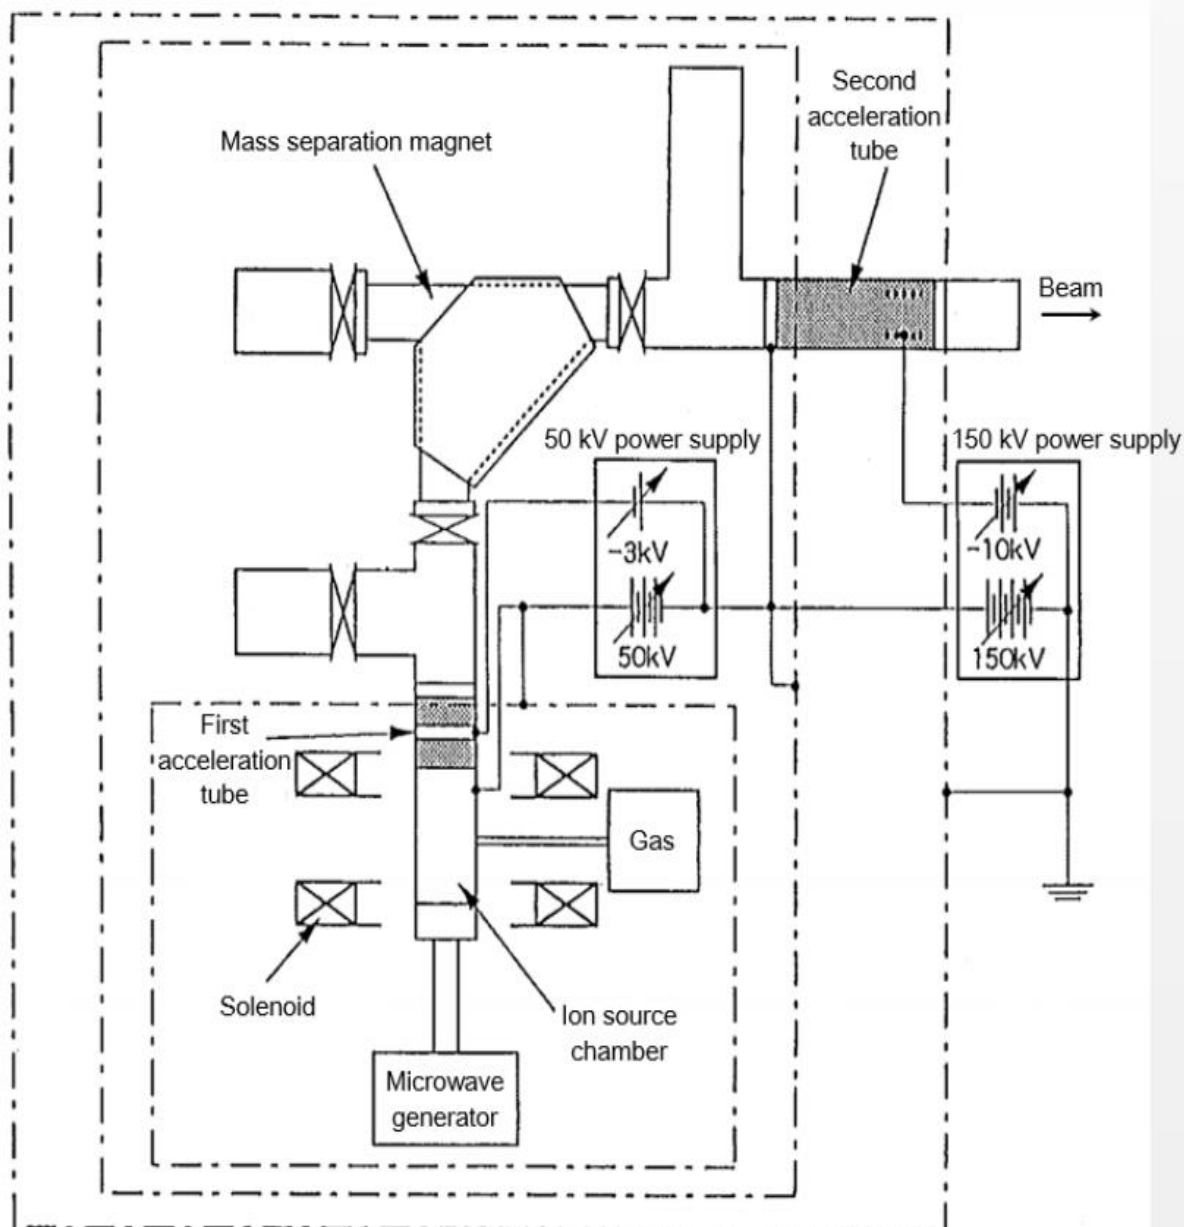 Second
acceleration
tube
Mass separation magnet
Beam
50 kV power supply
150 kV power supply
-3kV
-10kV
50kV
150kV
First
acceleration
tube
Gas
Solenoid
Ion source
chamber
Microwave
generator